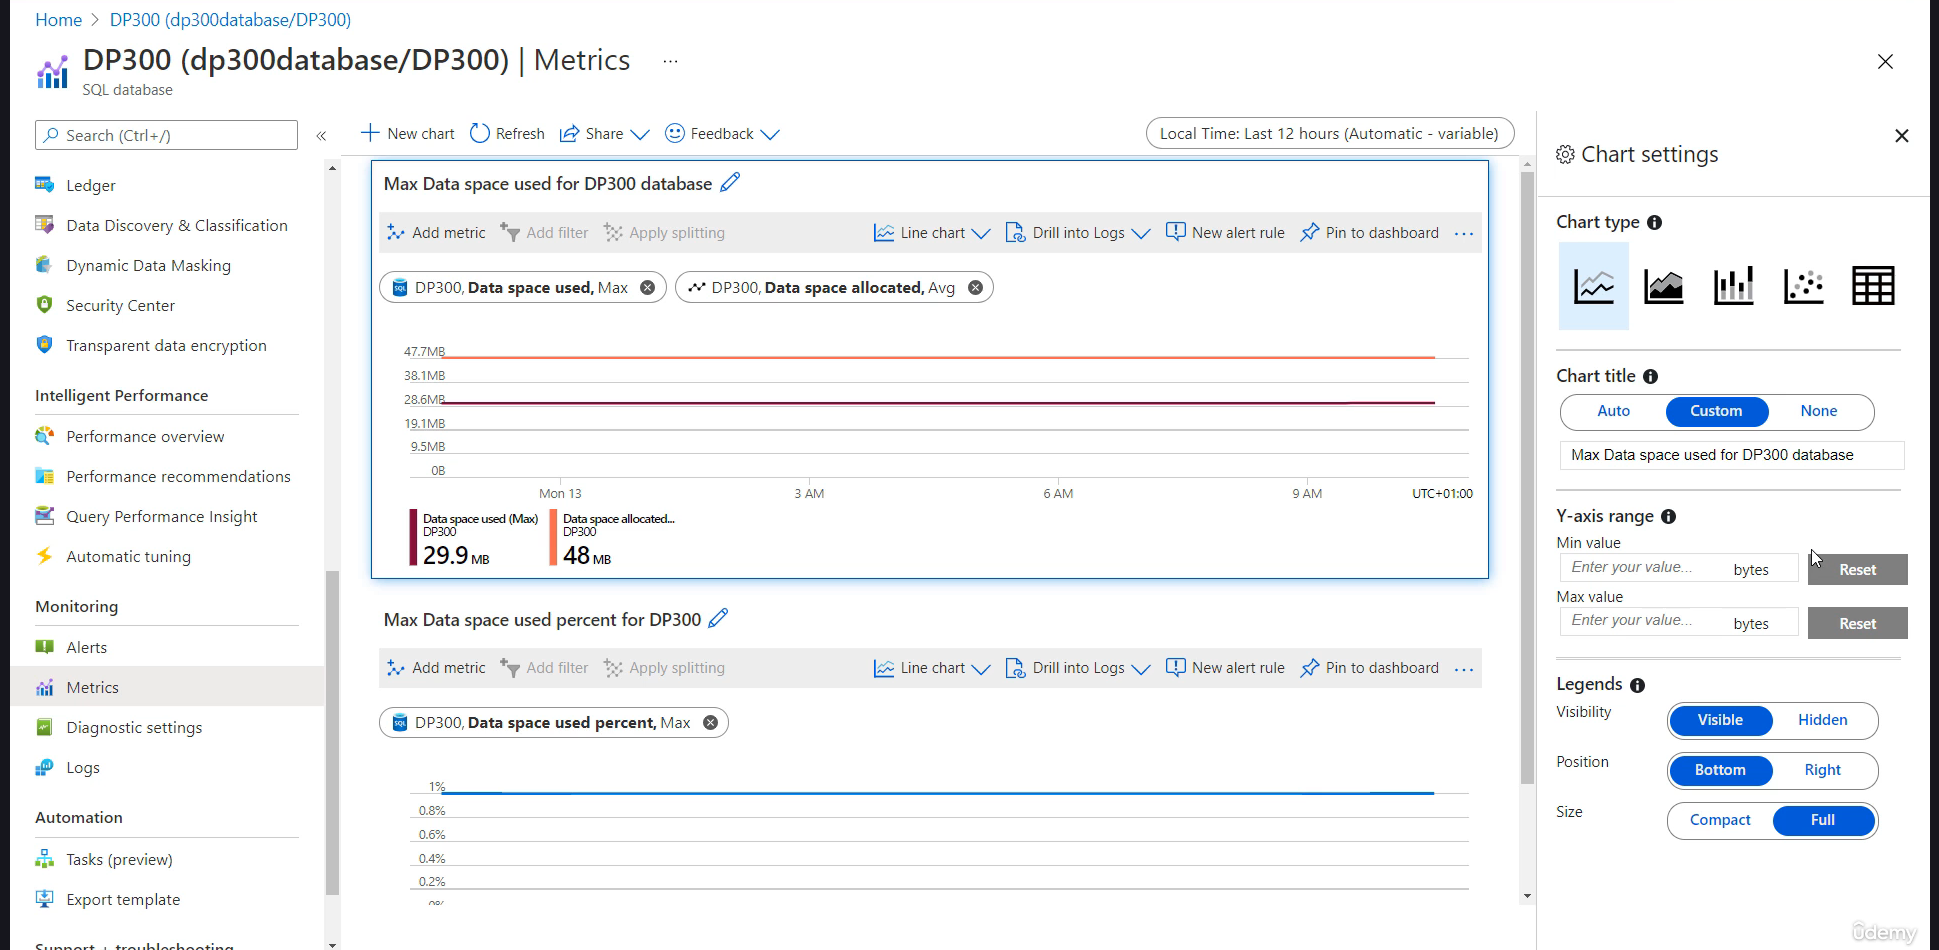 Home > DP300 (dp300database/DP300)
DP300 (dp300database/DP300) | Metrics ...
SQL database
Search (Ctrl+/)
«
Ledger
Data Discovery & Classification
Dynamic Data Masking
Security Center
Transparent data encryption
Intelligent Performance
Performance overview
Performance recommendations
Query Performance Insight
Automatic tuning
Monitoring
Alerts
Metrics
Diagnostic settings
Logs
Automation
Tasks (preview)
Export template
Support + troubleshooting
New chart Refresh Share Feedback
Local Time: Last 12 hours (Automatic - variable)
Max Data space used for DP300 database
Add metric Add filter Apply splitting Line chart Drill into Logs New alert rule Pin to dashboard ...
SQL DP300, Data space used, Max DP300, Data space allocated, Avg
47.7MB
38.1MB
28.6MB
19.1MB
9.5MB
0B
Mon 13 3 AM 6 AM 9 AM UTC+01:00
Data space used (Max) Data space allocated...
DP300 DP300
29.9 MB 48 MB
Max Data space used percent for DP300
Add metric Add filter Apply splitting Line chart Drill into Logs New alert rule Pin to dashboard ...
SQL DP300, Data space used percent, Max
1%
0.8%
0.6%
0.4%
0.2%
0%
Chart settings
Chart type
Chart title
Auto Custom None
Max Data space used for DP300 database
Y-axis range
Min value
Enter your value... bytes Reset
Max value
Enter your value... bytes Reset
Legends
Visibility Visible Hidden
Position Bottom Right
Size Compact Full
ûdemy